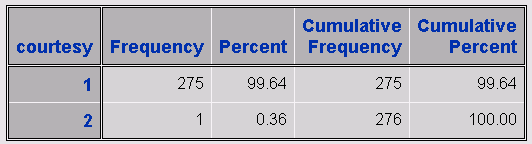 courtesy Frequency Percent Cumulative Frequency Cumulative Percent
1 275 99.64 275 99.64
2 1 0.36 276 100.00